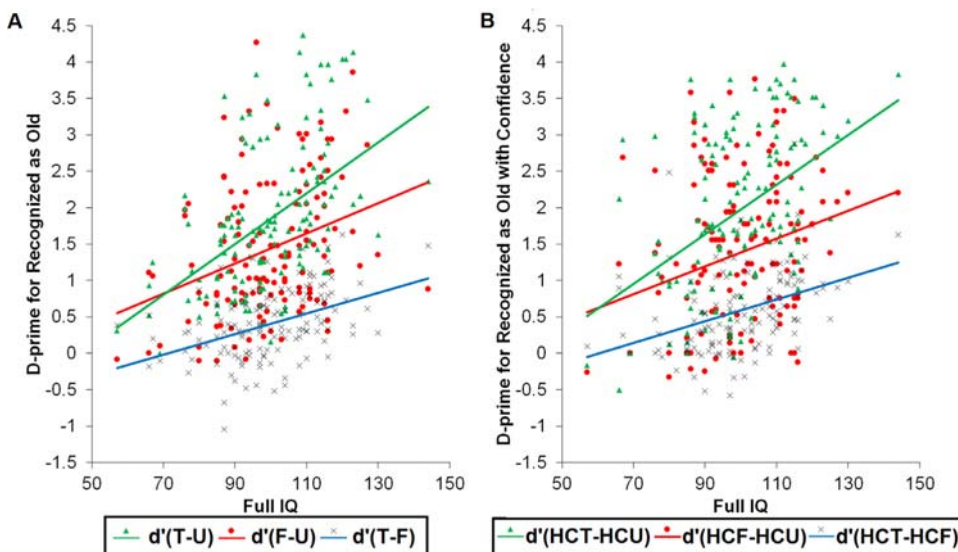 A
D-prime for Recognized as Old
4.5
4
3.5
3
2.5
2
1.5
1
0.5
0
-0.5
-1
-1.5
50 70 90 110 130 150
Full IQ
d'(T-U) d'(F-U) d'(T-F)
B
D-prime for Recognized as Old with Confidence
4.5
4
3.5
3
2.5
2
1.5
1
0.5
0
-0.5
-1
-1.5
50 70 90 110 130 150
Full IQ
d'(HCT-HCU) d'(HCF-HCU) d'(HCT-HCF)